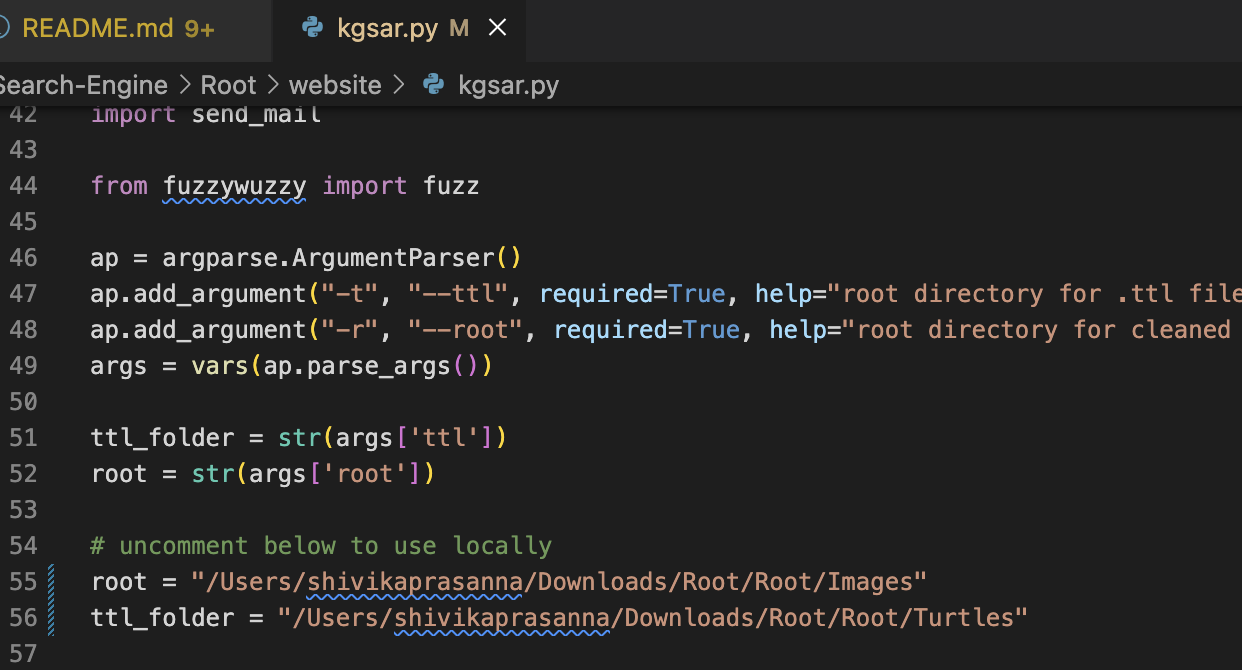 README.md 9+
kgsar.py M
Search-Engine > Root > website > kgsar.py
42 import send_mail
43
44 from fuzzywuzzy import fuzz
45
46 ap = argparse.ArgumentParser()
47 ap.add_argument("-t", "--ttl", required=True, help="root directory for .ttl file
48 ap.add_argument("-r", "--root", required=True, help="root directory for cleaned
49 args = vars(ap.parse_args())
50
51 ttl_folder = str(args['ttl'])
52 root = str(args['root'])
53
54 # uncomment below to use locally
55 root = "/Users/shivikaprasanna/Downloads/Root/Root/Images"
56 ttl_folder = "/Users/shivikaprasanna/Downloads/Root/Root/Turtles"
57